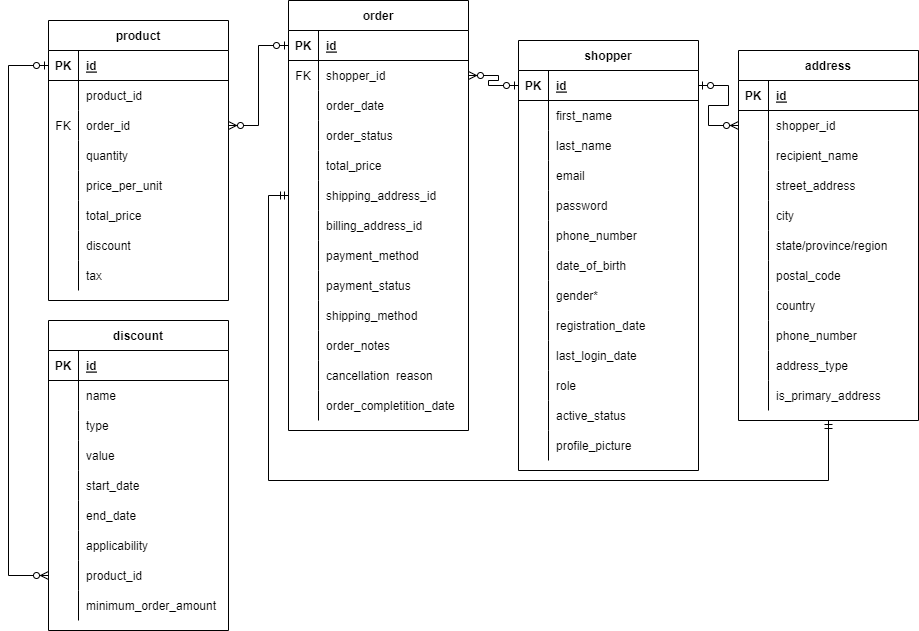 product
PK id
product_id
FK order_id
quantity
price_per_unit
total_price
discount
tax
discount
PK id
name
type
value
start_date
end_date
applicability
product_id
minimum_order_amount
order
PK id
FK shopper_id
order_date
order_status
total_price
shipping_address_id
billing_address_id
payment_method
payment_status
shipping_method
order_notes
cancellation reason
order_completition_date
shopper
PK id
first_name
last_name
email
password
phone_number
date_of_birth
gender*
registration_date
last_login_date
role
active_status
profile_picture
address
PK id
shopper_id
recipient_name
street_address
city
state/province/region
postal_code
country
phone_number
address_type
is_primary_address